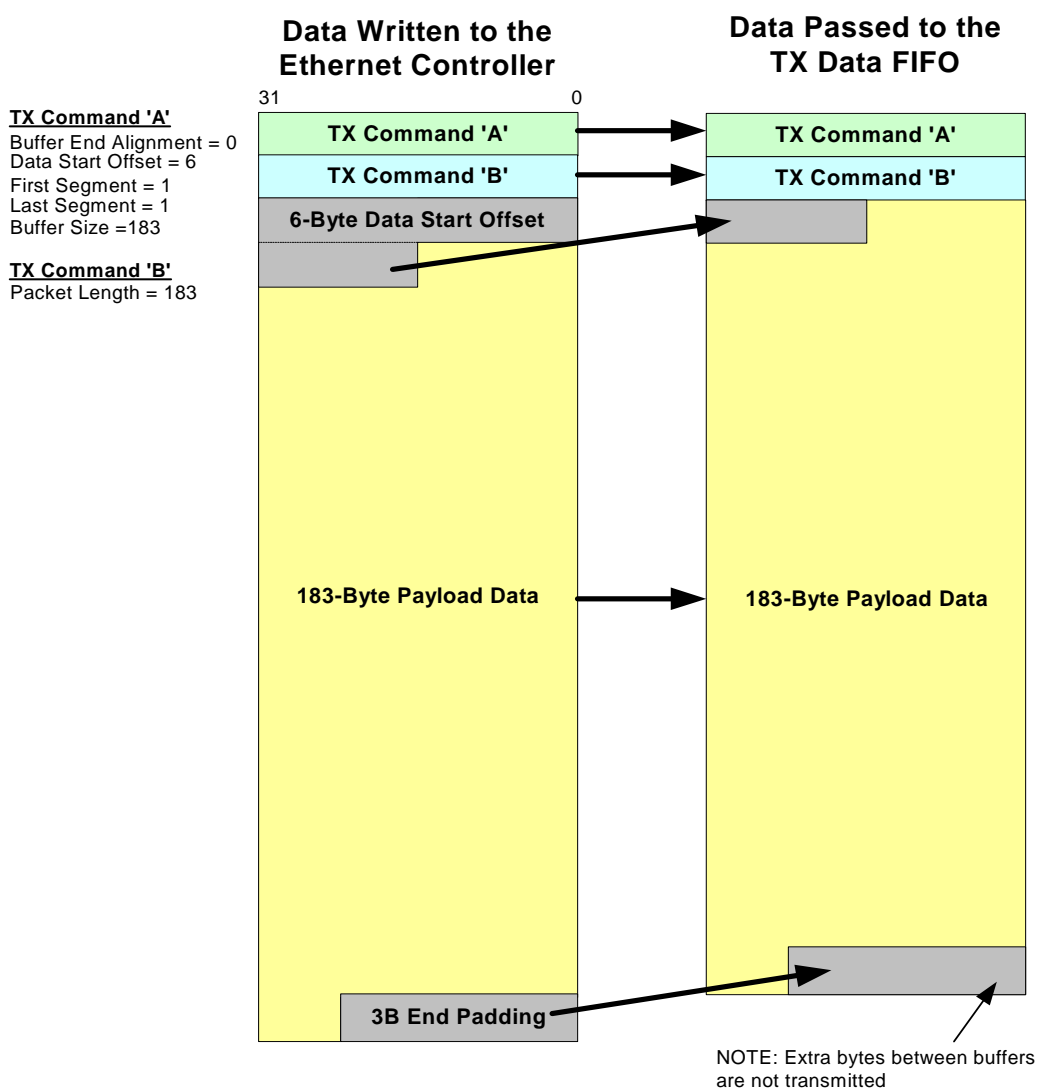 Data Written to the
Ethernet Controller
Data Passed to the
TX Data FIFO
31
0
TX Command 'A'
Buffer End Alignment = 0
Data Start Offset = 6
First Segment = 1
Last Segment = 1
Buffer Size =183
TX Command 'B'
Packet Length = 183
TX Command 'A'
TX Command 'B'
6-Byte Data Start Offset
183-Byte Payload Data
3B End Padding
TX Command 'A'
TX Command 'B'
183-Byte Payload Data
NOTE: Extra bytes between buffers
are not transmitted